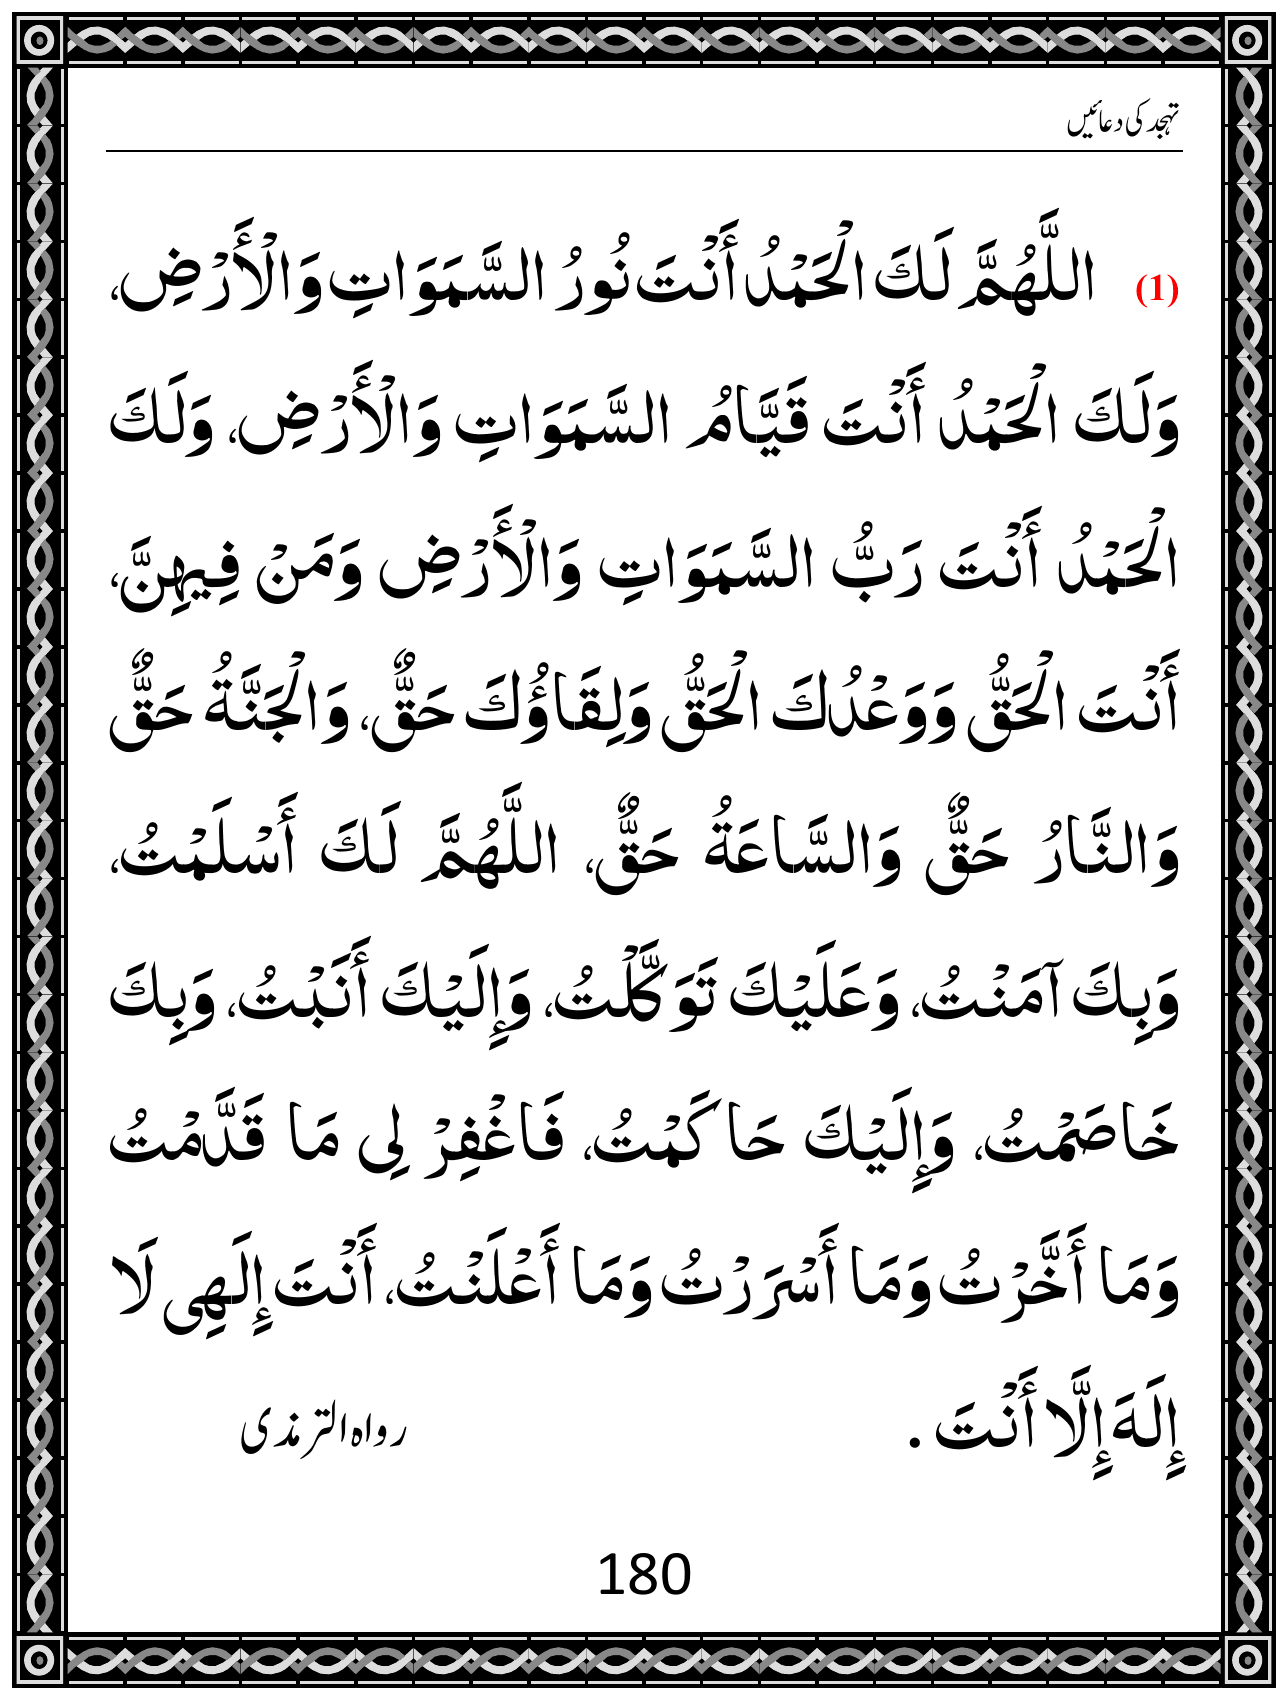 تہجد کی دعائیں
(1) اللَّهُمَّ لَكَ الْحَمْدُ أَنْتَ نُورُ السَّمَوَاتِ وَالْأَرْضِ،
وَلَكَ الْحَمْدُ أَنْتَ قَيَّامُ السَّمَوَاتِ وَالْأَرْضِ، وَلَكَ
الْحَمْدُ أَنْتَ رَبُّ السَّمَوَاتِ وَالْأَرْضِ وَمَنْ فِيهِنَّ،
أَنْتَ الْحَقُّ وَوَعْدُكَ الْحَقُّ وَلِقَاؤُكَ حَقٌّ، وَالْجَنَّةُ حَقٌّ
وَالنَّارُ حَقٌّ وَالسَّاعَةُ حَقٌّ، اللَّهُمَّ لَكَ أَسْلَمْتُ،
وَبِكَ آمَنْتُ، وَعَلَيْكَ تَوَكَّلْتُ، وَإِلَيْكَ أَنَبْتُ، وَبِكَ
خَاصَمْتُ، وَإِلَيْكَ حَاكَمْتُ، فَاغْفِرْ لِي مَا قَدَّمْتُ
وَمَا أَخَّرْتُ وَمَا أَسْرَرْتُ وَمَا أَعْلَنْتُ، أَنْتَ إِلَهِي لَا
إِلَهَ إِلَّا أَنْتَ . رواه الترمذی
180